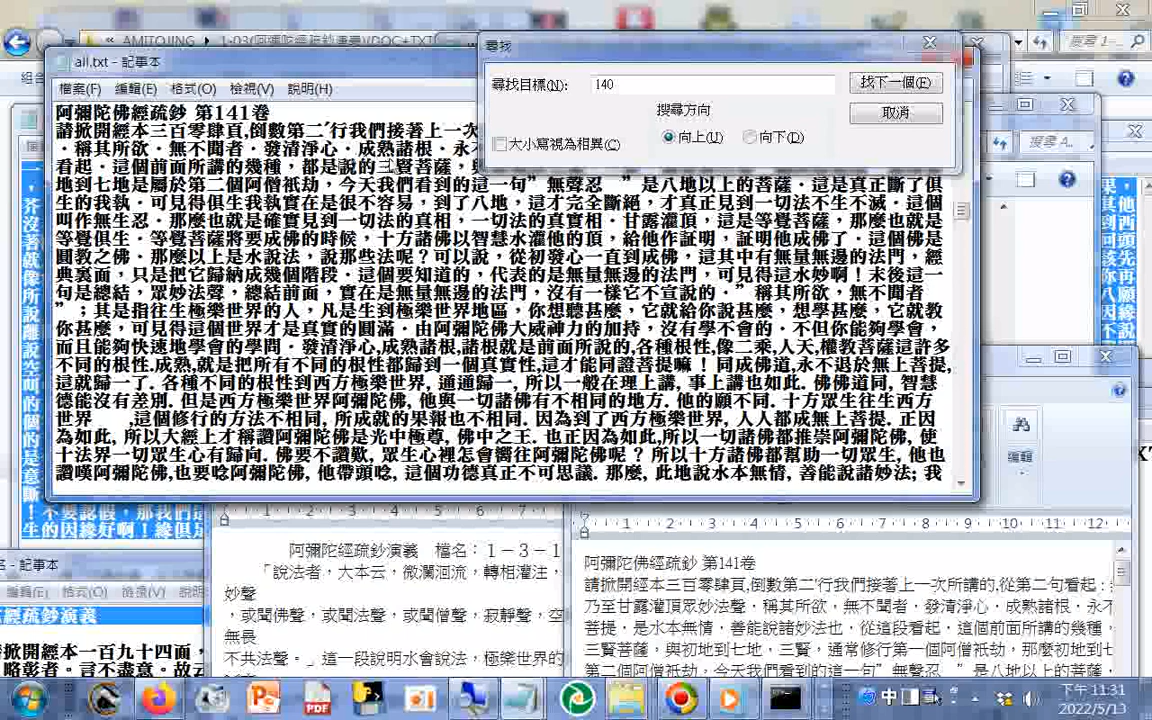 AMITOJING
all.txt - 記事本
檔案(F) 編輯(E) 格式(O) 檢視(V) 說明(H)
尋找
尋找目標(N):
140
找下一個(F)
取消
搜尋方向
大小寫視為相異(C)
向上(U)
向下(D)
阿彌陀佛經疏鈔 第141卷
請掀開經本三百零肆頁,倒數第二'行我們接著上一次
‧稱其所欲‧無不聞者‧發清淨心‧成熟諸根‧永不
看起‧這個前面所講的幾種，都是說的三賢菩薩，與
地到七地是屬於第二個阿僧祇劫，今天我們看到的這一句"無聲忍 "是八地以上的菩薩‧這是真正斷了俱
生的我執‧可見得俱生我執實在是很不容易，到了八地，這才完全斷絕，才真正見到一切法不生不滅‧這個
叫作無生忍‧那麼也就是確實見到一切法的真相，一切法的真實相‧甘露灌頂，這是等覺菩薩，那麼也就是
等覺俱生‧等覺菩薩將要成佛的時候，十方諸佛以智慧水灌他的頂，給他作証明，証明他成佛了‧這個佛是
圓教之佛‧那麼以上是水說法，說那些法呢？可以說，從初發心一直到成佛，這其中有無量無邊的法門，經
典裏面，只是把它歸納成幾個階段‧這個要知道的，代表的是無量無邊的法門，可見得這水妙啊！末後這一
句是總結，眾妙法聲，總結前面，實在是無量無邊的法門，沒有一樣它不宣說的‧"稱其所欲，無不聞者
"；其是指往生極樂世界的人，凡是生到極樂世界地區，你想聽甚麼，它就給你說甚麼，想學甚麼，它就教
你甚麼，可見得這個世界才是真實的圓滿‧由阿彌陀佛大威神力的加持，沒有學不會的‧不但你能夠學會，
而且能夠快速地學會的學問‧發清淨心,成熟諸根,諸根就是前面所說的,各種根性,像二乘,人天,權教菩薩這許多
不同的根性.成熟,就是把所有不同的根性都歸到一個真實性,這才能同證菩提嘛！同成佛道,永不退於無上菩提,
這就歸一了. 各種不同的根性到西方極樂世界, 通通歸一, 所以一般在理上講, 事上講也如此. 佛佛道同, 智慧
德能沒有差別. 但是西方極樂世界阿彌陀佛, 他與一切諸佛有不相同的地方. 他的願不同. 十方眾生往生西方
世界 ,這個修行的方法不相同, 所成就的果報也不相同. 因為到了西方極樂世界, 人人都成無上菩提. 正因
為如此, 所以大經上才稱讚阿彌陀佛是光中極尊, 佛中之王. 也正因為如此,所以一切諸佛都推崇阿彌陀佛, 使
十法界一切眾生心有歸向. 佛要不讚歎, 眾生心裡怎會嚮往阿彌陀佛呢？所以十方諸佛都幫助一切眾生, 他也
讚嘆阿彌陀佛,也要唸阿彌陀佛, 他帶頭唸, 這個功德真正不可思議. 那麼, 此地說水本無情, 善能說諸妙法; 我
編輯
阿彌陀經疏鈔演義 檔名：１－３－１
「說法者，大本云，微瀾洄流，轉相灌注，
妙聲
，或聞佛聲，或聞法聲，或聞僧聲，寂靜聲，空
無畏
不共法聲。」這一段說明水會說法，極樂世界的
阿彌陀佛經疏鈔 第141卷
請掀開經本三百零肆頁,倒數第二'行我們接著上一次所講的,從第二句看起：
乃至甘露灌頂眾妙法聲‧稱其所欲‧無不聞者‧發清淨心‧成熟諸根‧永不
菩提‧是水本無情‧善能說諸妙法也‧從這段看起‧這個前面所講的幾種，
三賢菩薩，與初地到七地‧三賢，通常修行第一個阿僧祇劫，那麼初地到七
第二個阿僧祇劫，今天我們看到的這一句"無聲忍 "是八地以上的菩薩‧
經疏鈔演義
掀開經本一百九十四面，
略彰者。言不盡意。故云
下午 11:31
2022/5/13